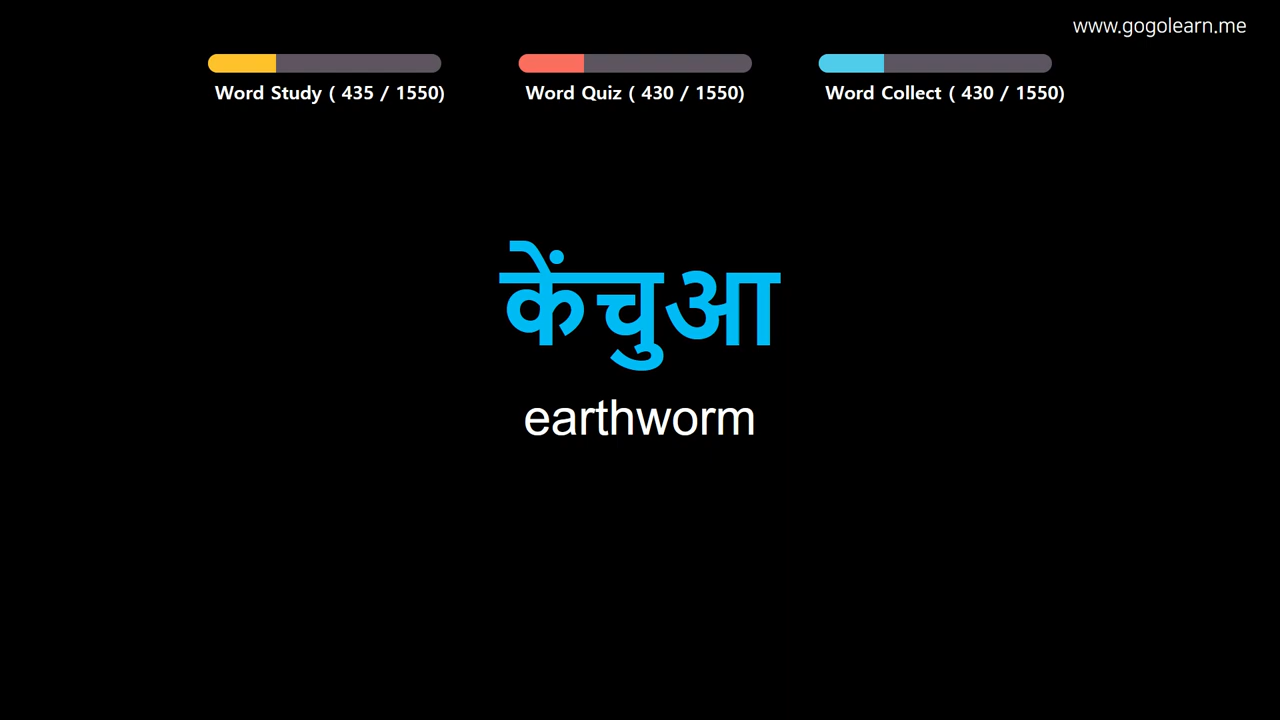 www.gogolearn.me
Word Study ( 435 / 1550)
Word Quiz ( 430 / 1550)
Word Collect ( 430 / 1550)
केंचुआ
earthworm